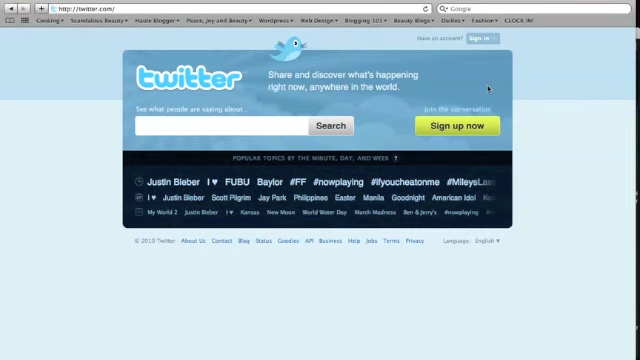 http://twitter.com/
Google
Cooking Scandalous Beauty Haute Blogger Peace, Joy and Beauty Wordpress Web Design Blogging 101 Beauty Blogs Dailies Fashion CLOCK IN!
Have an account? Sign in
twitter
Share and discover what's happening
right now, anywhere in the world.
See what people are saying about...
Join the conversation
Search
Sign up now
POPULAR TOPICS BY THE MINUTE, DAY, AND WEEK ?
Justin Bieber I ♥ FUBU Baylor #FF #nowplaying #ifyoucheatonme #MileysLas
I ♥ Justin Bieber Scott Pilgrim Jay Park Philippines Easter Manila Goodnight American Idol
My World 2 Justin Bieber I ♥ Kansas New Moon World Water Day March Madness Ben & Jerry's #nowplaying
© 2010 Twitter About Us Contact Blog Status Goodies API Business Help Jobs Terms Privacy
Language: English